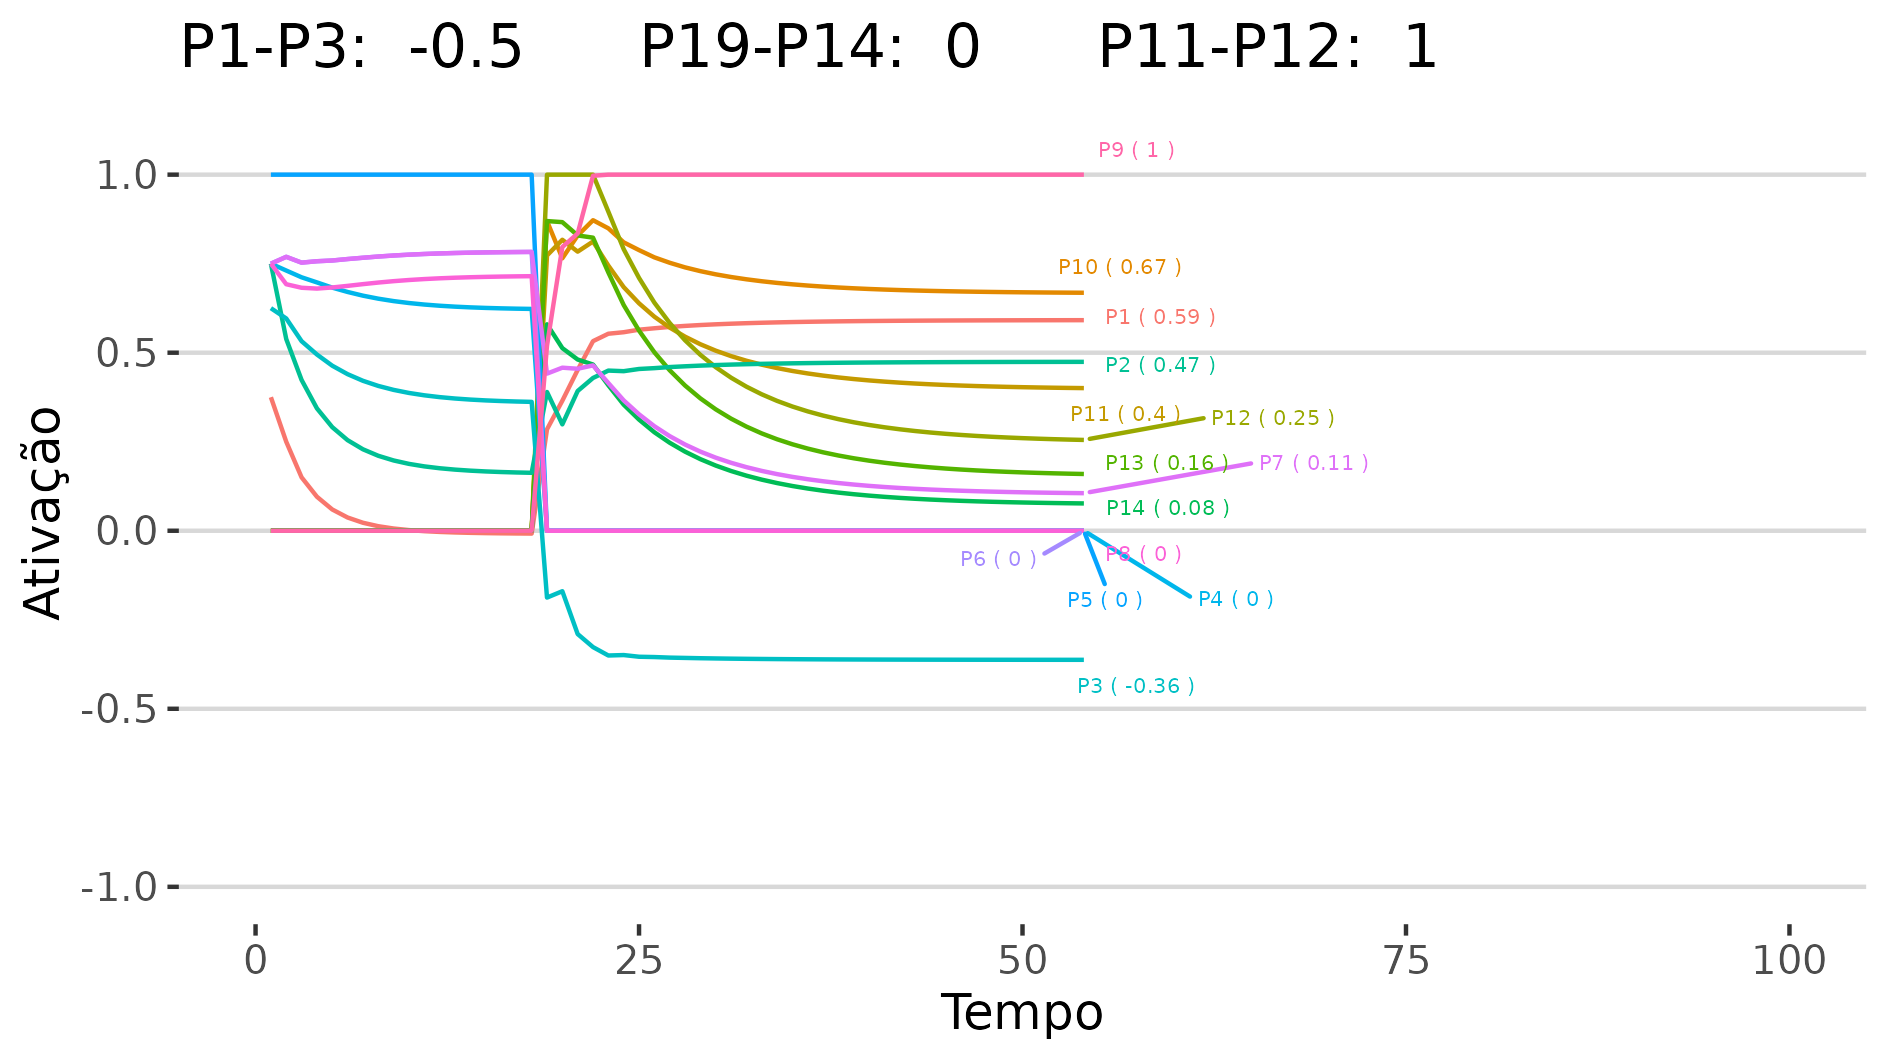 P1-P3:  -0.5     P19-P14:  0     P11-P12:  1
P9 ( 1 )
1.0
P10 ( 0.67 )
P1 ( 0.59 )
0.5
P2 ( 0.47 )
P11 ( 0.4 )
P12 ( 0.25 )
P13 ( 0.16 )
P7 ( 0.11 )
P14 ( 0.08 )
0.0
P6 ( 0 )
P8 ( 0 )
P5 ( 0 )
P4 ( 0 )
P3 ( -0.36 )
-0.5
-1.0
Ativação
0 25 50 75 100
Tempo